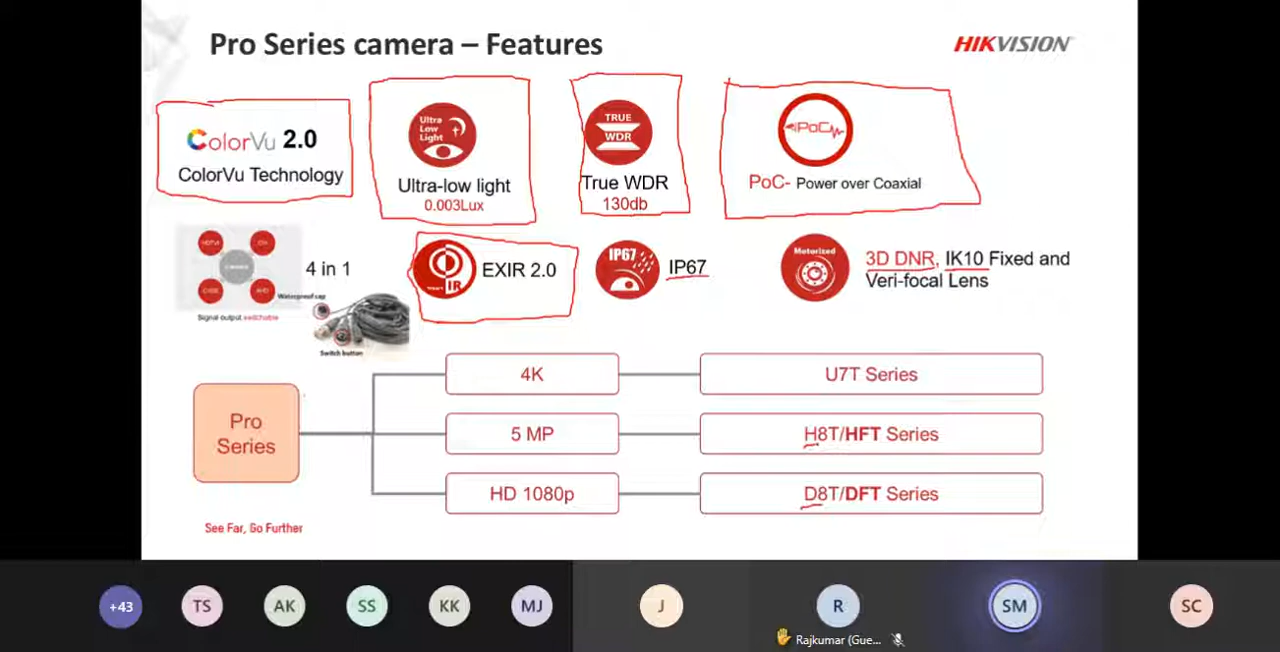 Pro Series camera – Features
HIKVISION
ColorVu 2.0
ColorVu Technology
Ultra
Low
Light
Ultra-low light
0.003Lux
TRUE
WDR
True WDR
130db
PoC
PoC- Power over Coaxial
4 in 1
Signal output switchable
Waterproof cap
Switch button
IR
EXIR 2.0
IP67
IP67
Motorized
3D DNR, IK10 Fixed and
Veri-focal Lens
Pro
Series
4K
U7T Series
5 MP
H8T/HFT Series
HD 1080p
D8T/DFT Series
See Far, Go Further
+43
TS
AK
SS
KK
MJ
J
R
SM
SC
Rajkumar (Gue...